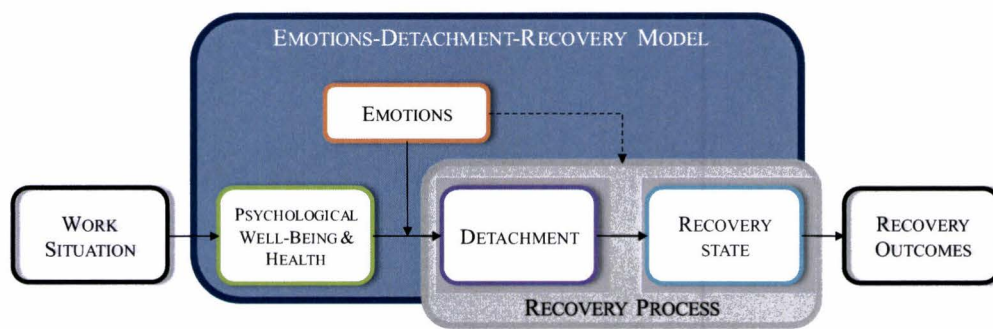 EMOTIONS-DETACHMENT-RECOVERY MODEL
EMOTIONS
WORK
SITUATION
PSYCHOLOGICAL
WELL-BEING &
HEALTH
DETACHMENT
RECOVERY
STATE
RECOVERY
OUTCOMES
RECOVERY PROCESS